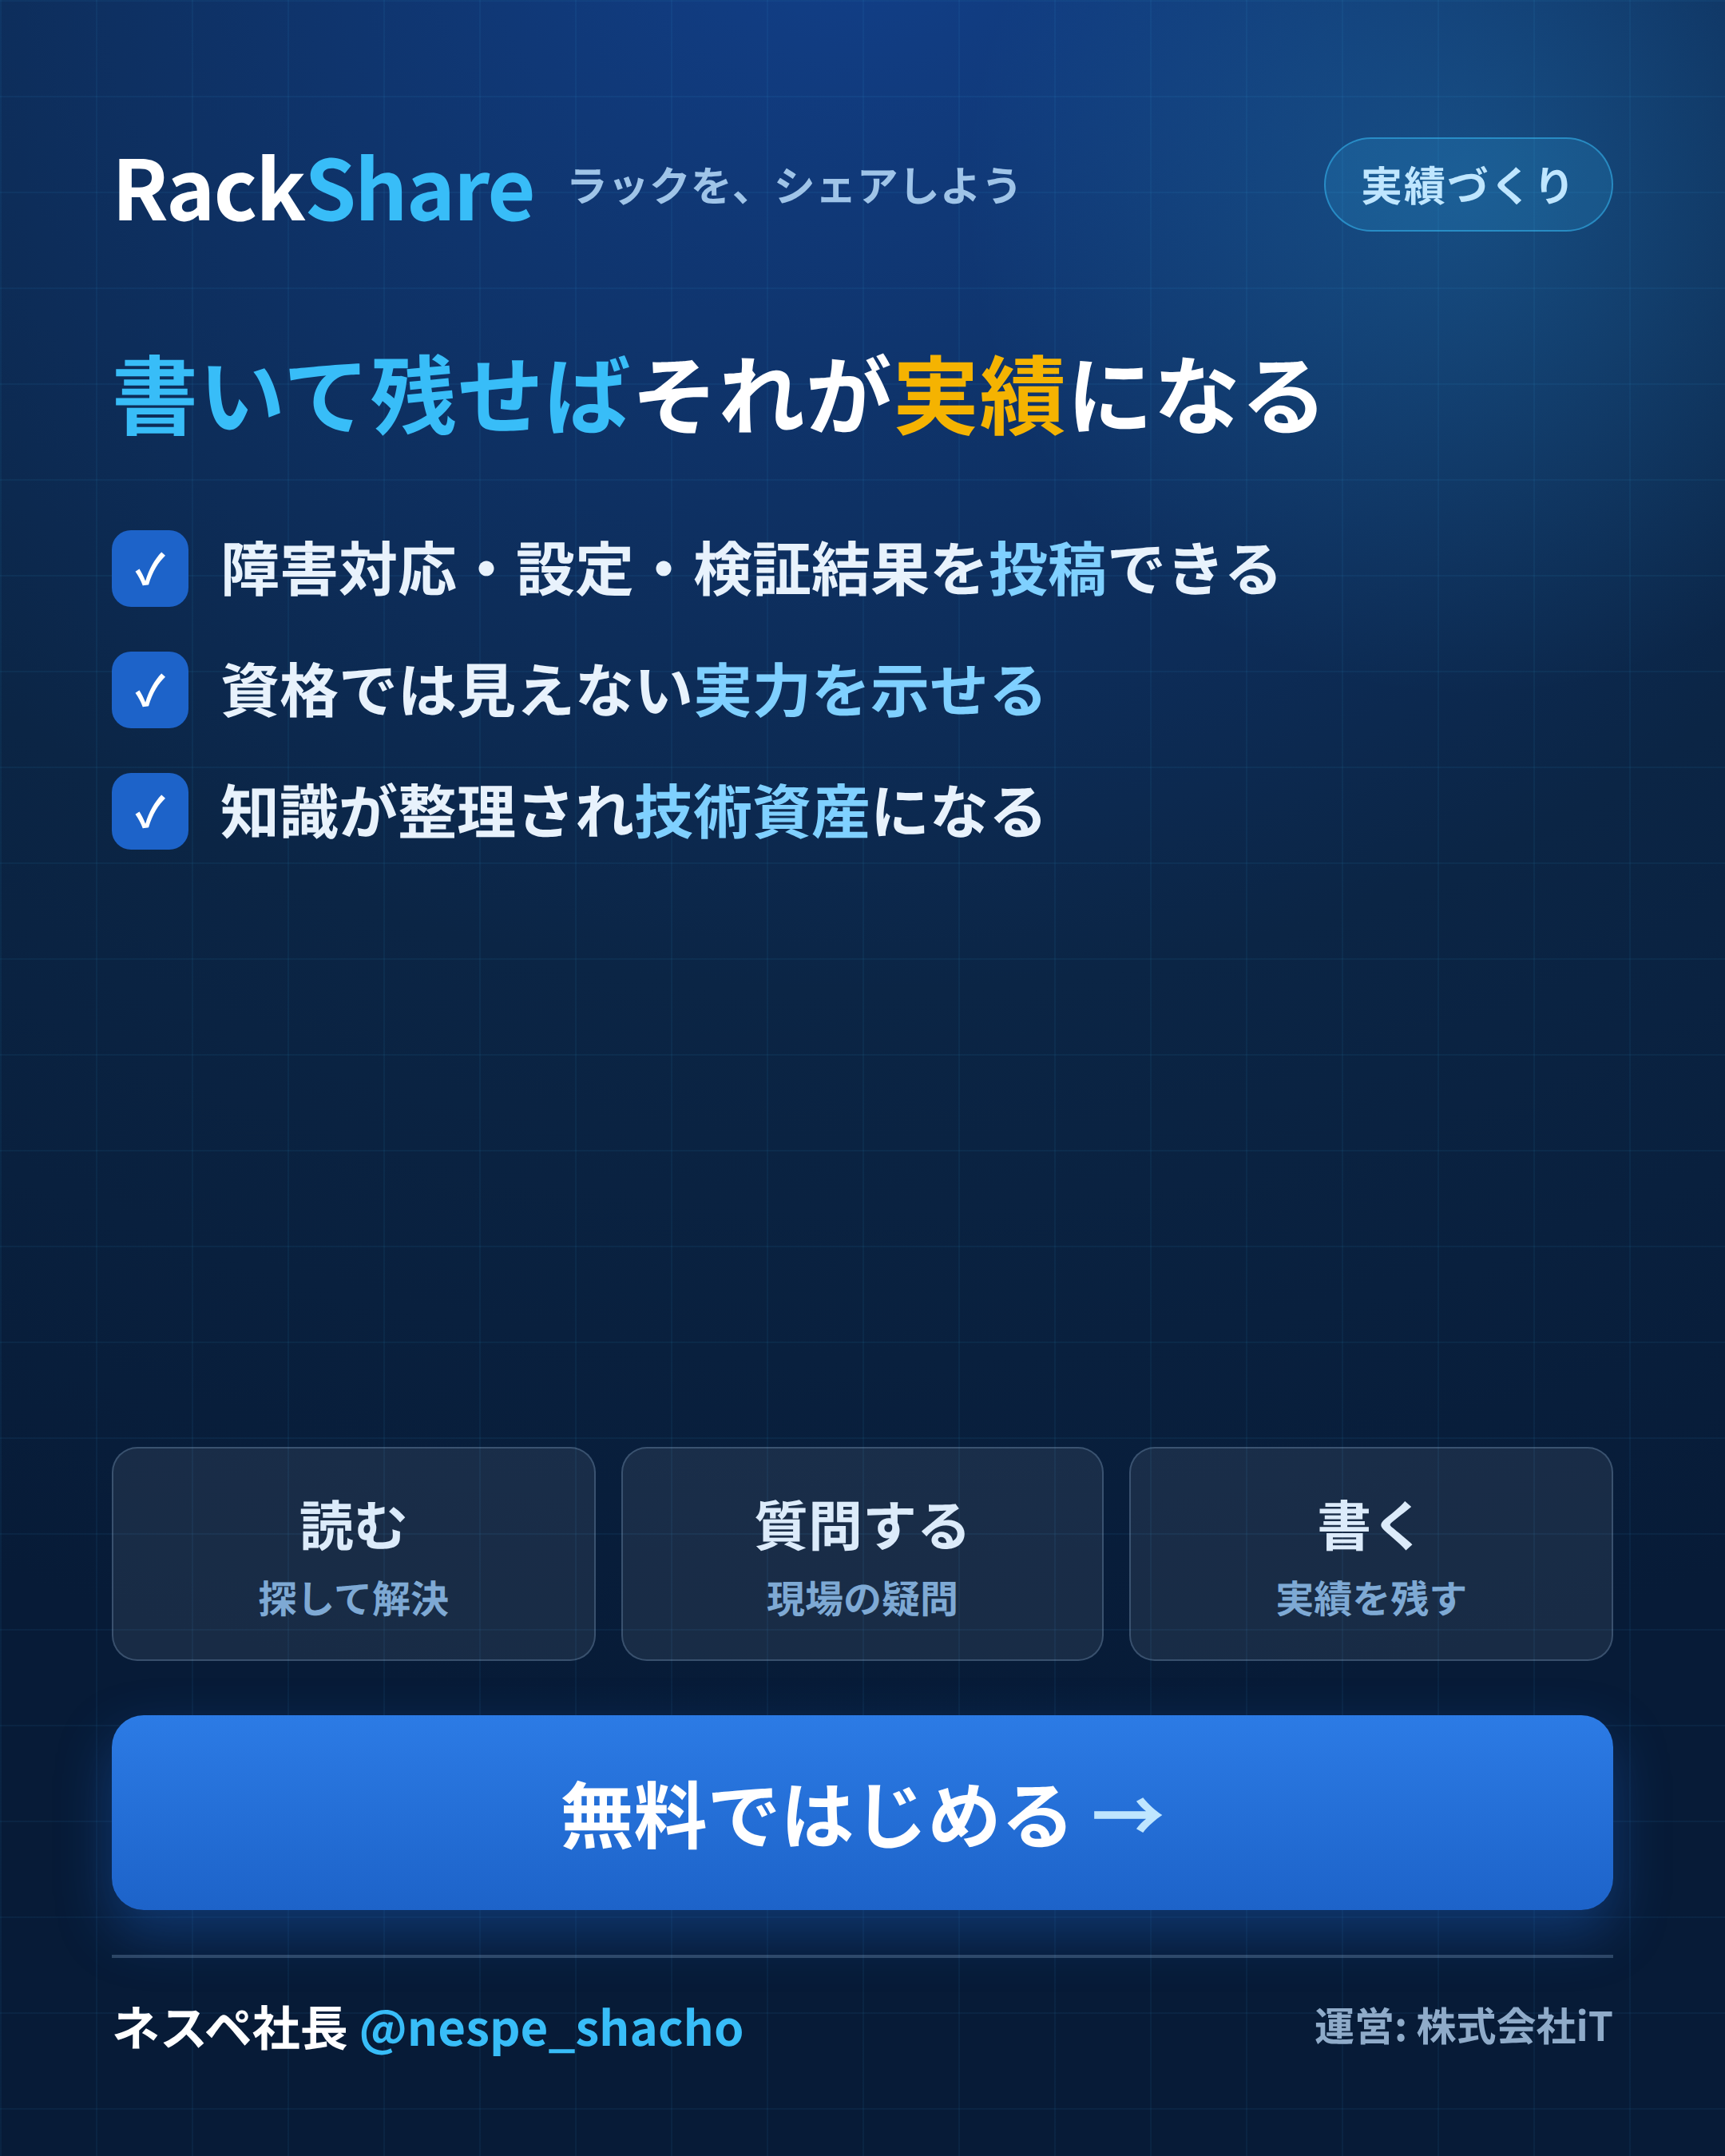 RackShare ラックを、シェアしよう 実績づくり
書いて残せばそれが実績になる
✓ 障害対応・設定・検証結果を投稿できる
✓ 資格では見えない実力を示せる
✓ 知識が整理され技術資産になる
読む 質問する 書く
探して解決 現場の疑問 実績を残す
無料ではじめる →
ネスペ社長 @nespe_shacho 運営: 株式会社iT